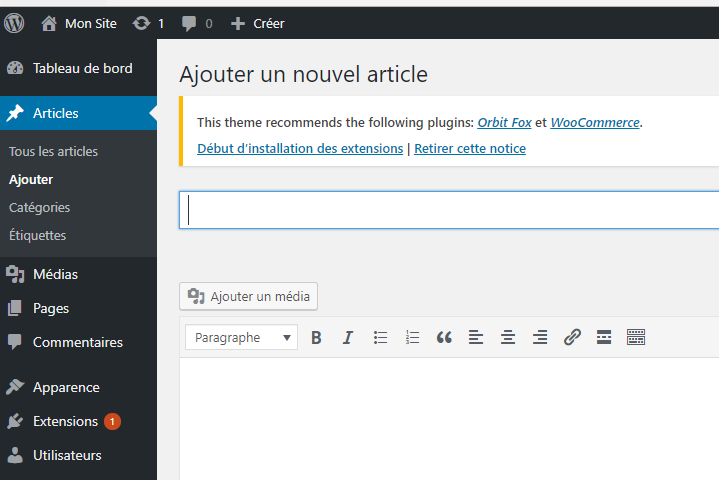 Mon Site 1 0 Créer
Tableau de bord
Articles
Tous les articles
Ajouter
Catégories
Étiquettes
Médias
Pages
Commentaires
Apparence
Extensions 1
Utilisateurs
Ajouter un nouvel article
This theme recommends the following plugins: Orbit Fox et WooCommerce.
Début d’installation des extensions | Retirer cette notice
Ajouter un média
Paragraphe B I